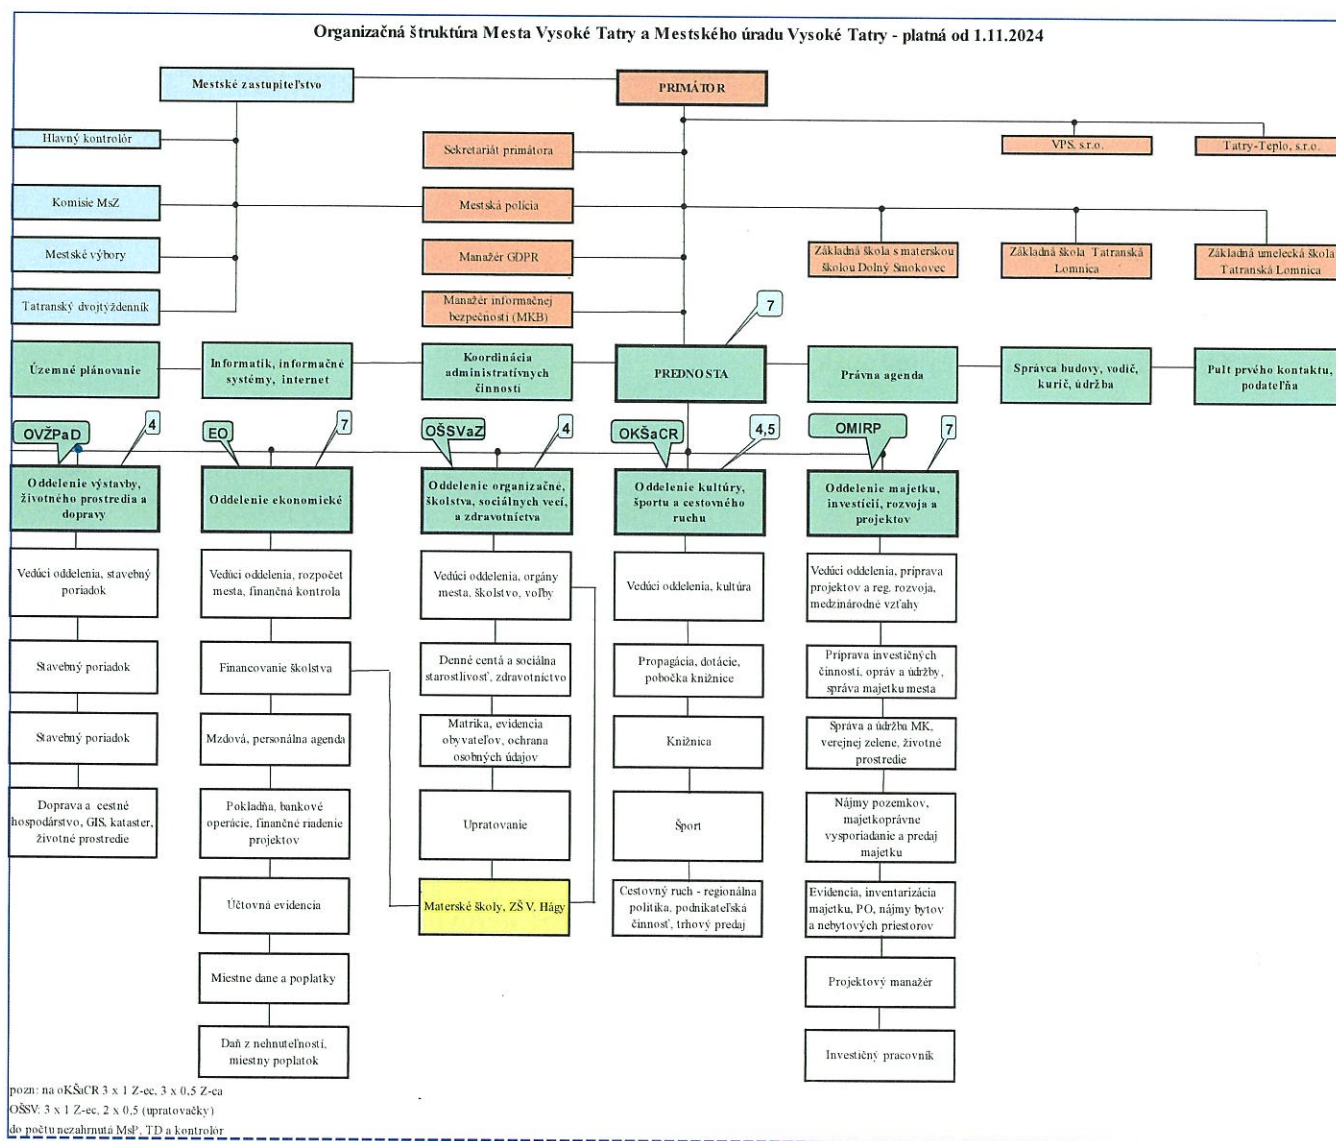 Organizačná štruktúra Mesta Vysoké Tatry a Mestského úradu Vysoké Tatry - platná od 1.11.2024
Mestské zastupiteľstvo
PRIMÁTOR
Hlavný kontrolór
Sekretariát primátora
VPS, s.r.o.
Tatry-Teplo, s.r.o.
Komisie MsZ
Mestská polícia
Mestské výbory
Manažér GDPR
Základná škola s materskou
školou Dolný Smokovec
Základná škola Tatranská
Lomnica
Základná umelecká škola
Tatranská Lomnica
Tatranský dvojtýždenník
Manažér informačnej
bezpečnosti (MKB)
7
Územné plánovanie
Informatik, informačné
systémy, internet
Koordinácia
administratívnych
činností
PREDNOSTA
Právna agenda
Správca budovy, vodič,
kurič, údržba
Pult prvého kontaktu,
podateľňa
OVŽPaD
4
EO
7
OŠSVaZ
4
OKŠaCR
4,5
OMIRP
7
Oddelenie výstavby,
životného prostredia a
dopravy
Oddelenie ekonomické
Oddelenie organizačné,
školstva, sociálnych vecí,
a zdravotníctva
Oddelenie kultúry,
športu a cestovného
ruchu
Oddelenie majetku,
investícií, rozvoja a
projektov
Vedúci oddelenia, stavebný
poriadok
Vedúci oddelenia, rozpočet
mesta, finančná kontrola
Vedúci oddelenia, orgány
mesta, školstvo, voľby
Vedúci oddelenia, kultúra
Vedúci oddelenia, príprava
projektov a reg. rozvoja,
medzinárodné vzťahy
Stavebný poriadok
Financovanie školstva
Denné centá a sociálna
starostlivosť, zdravotníctvo
Propagácia, dotácie,
pobočka knižnice
Príprava investičných
činností, opráv a údržby,
správa majetku mesta
Stavebný poriadok
Mzdová, personálna agenda
Matrika, evidencia
obyvateľov, ochrana
osobných údajov
Knižnica
Správa a údržba MK,
verejnej zelene, životné
prostredie
Doprava a cestné
hospodárstvo, GIS, kataster,
životné prostredie
Pokladňa, bankové
operácie, finančné riadenie
projektov
Upratovanie
Šport
Nájmy pozemkov,
majetkoprávne
vysporiadanie a predaj
majetku
Účtovná evidencia
Materské školy, ZŠ V. Hágy
Cestovný ruch - regionálna
politika, podnikateľská
činnosť, trhový predaj
Evidencia, inventarizácia
majetku, PO, nájmy bytov
a nebytových priestorov
Miestne dane a poplatky
Projektový manažér
Daň z nehnuteľností,
miestny poplatok
Investičný pracovník
pozn: na oKŠaCR 3 x 1 Z-ec, 3 x 0,5 Z-ca
OŠSV: 3 x 1 Z-ec, 2 x 0,5 (upratovačky)
do počtu nezahrnutá MsP, TD a kontrolór